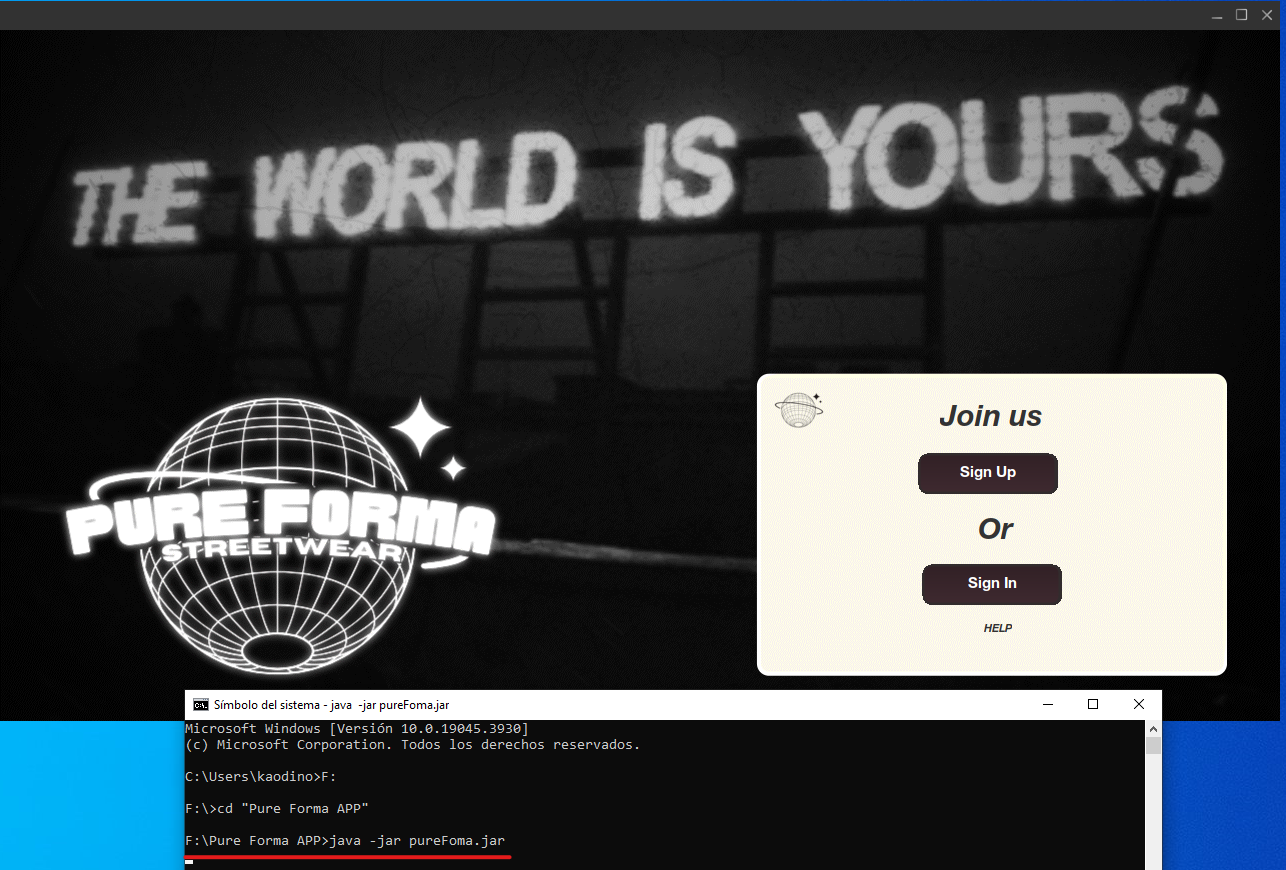 THE WORLD IS YOURS
PURE FORMA
STREETWEAR
Join us
Sign Up
Or
Sign In
HELP
Símbolo del sistema - java  -jar pureFoma.jar
Microsoft Windows [Versión 10.0.19045.3930]
(c) Microsoft Corporation. Todos los derechos reservados.
C:\Users\kaodino>F:
F:\>cd "Pure Forma APP"
F:\Pure Forma APP>java -jar pureFoma.jar